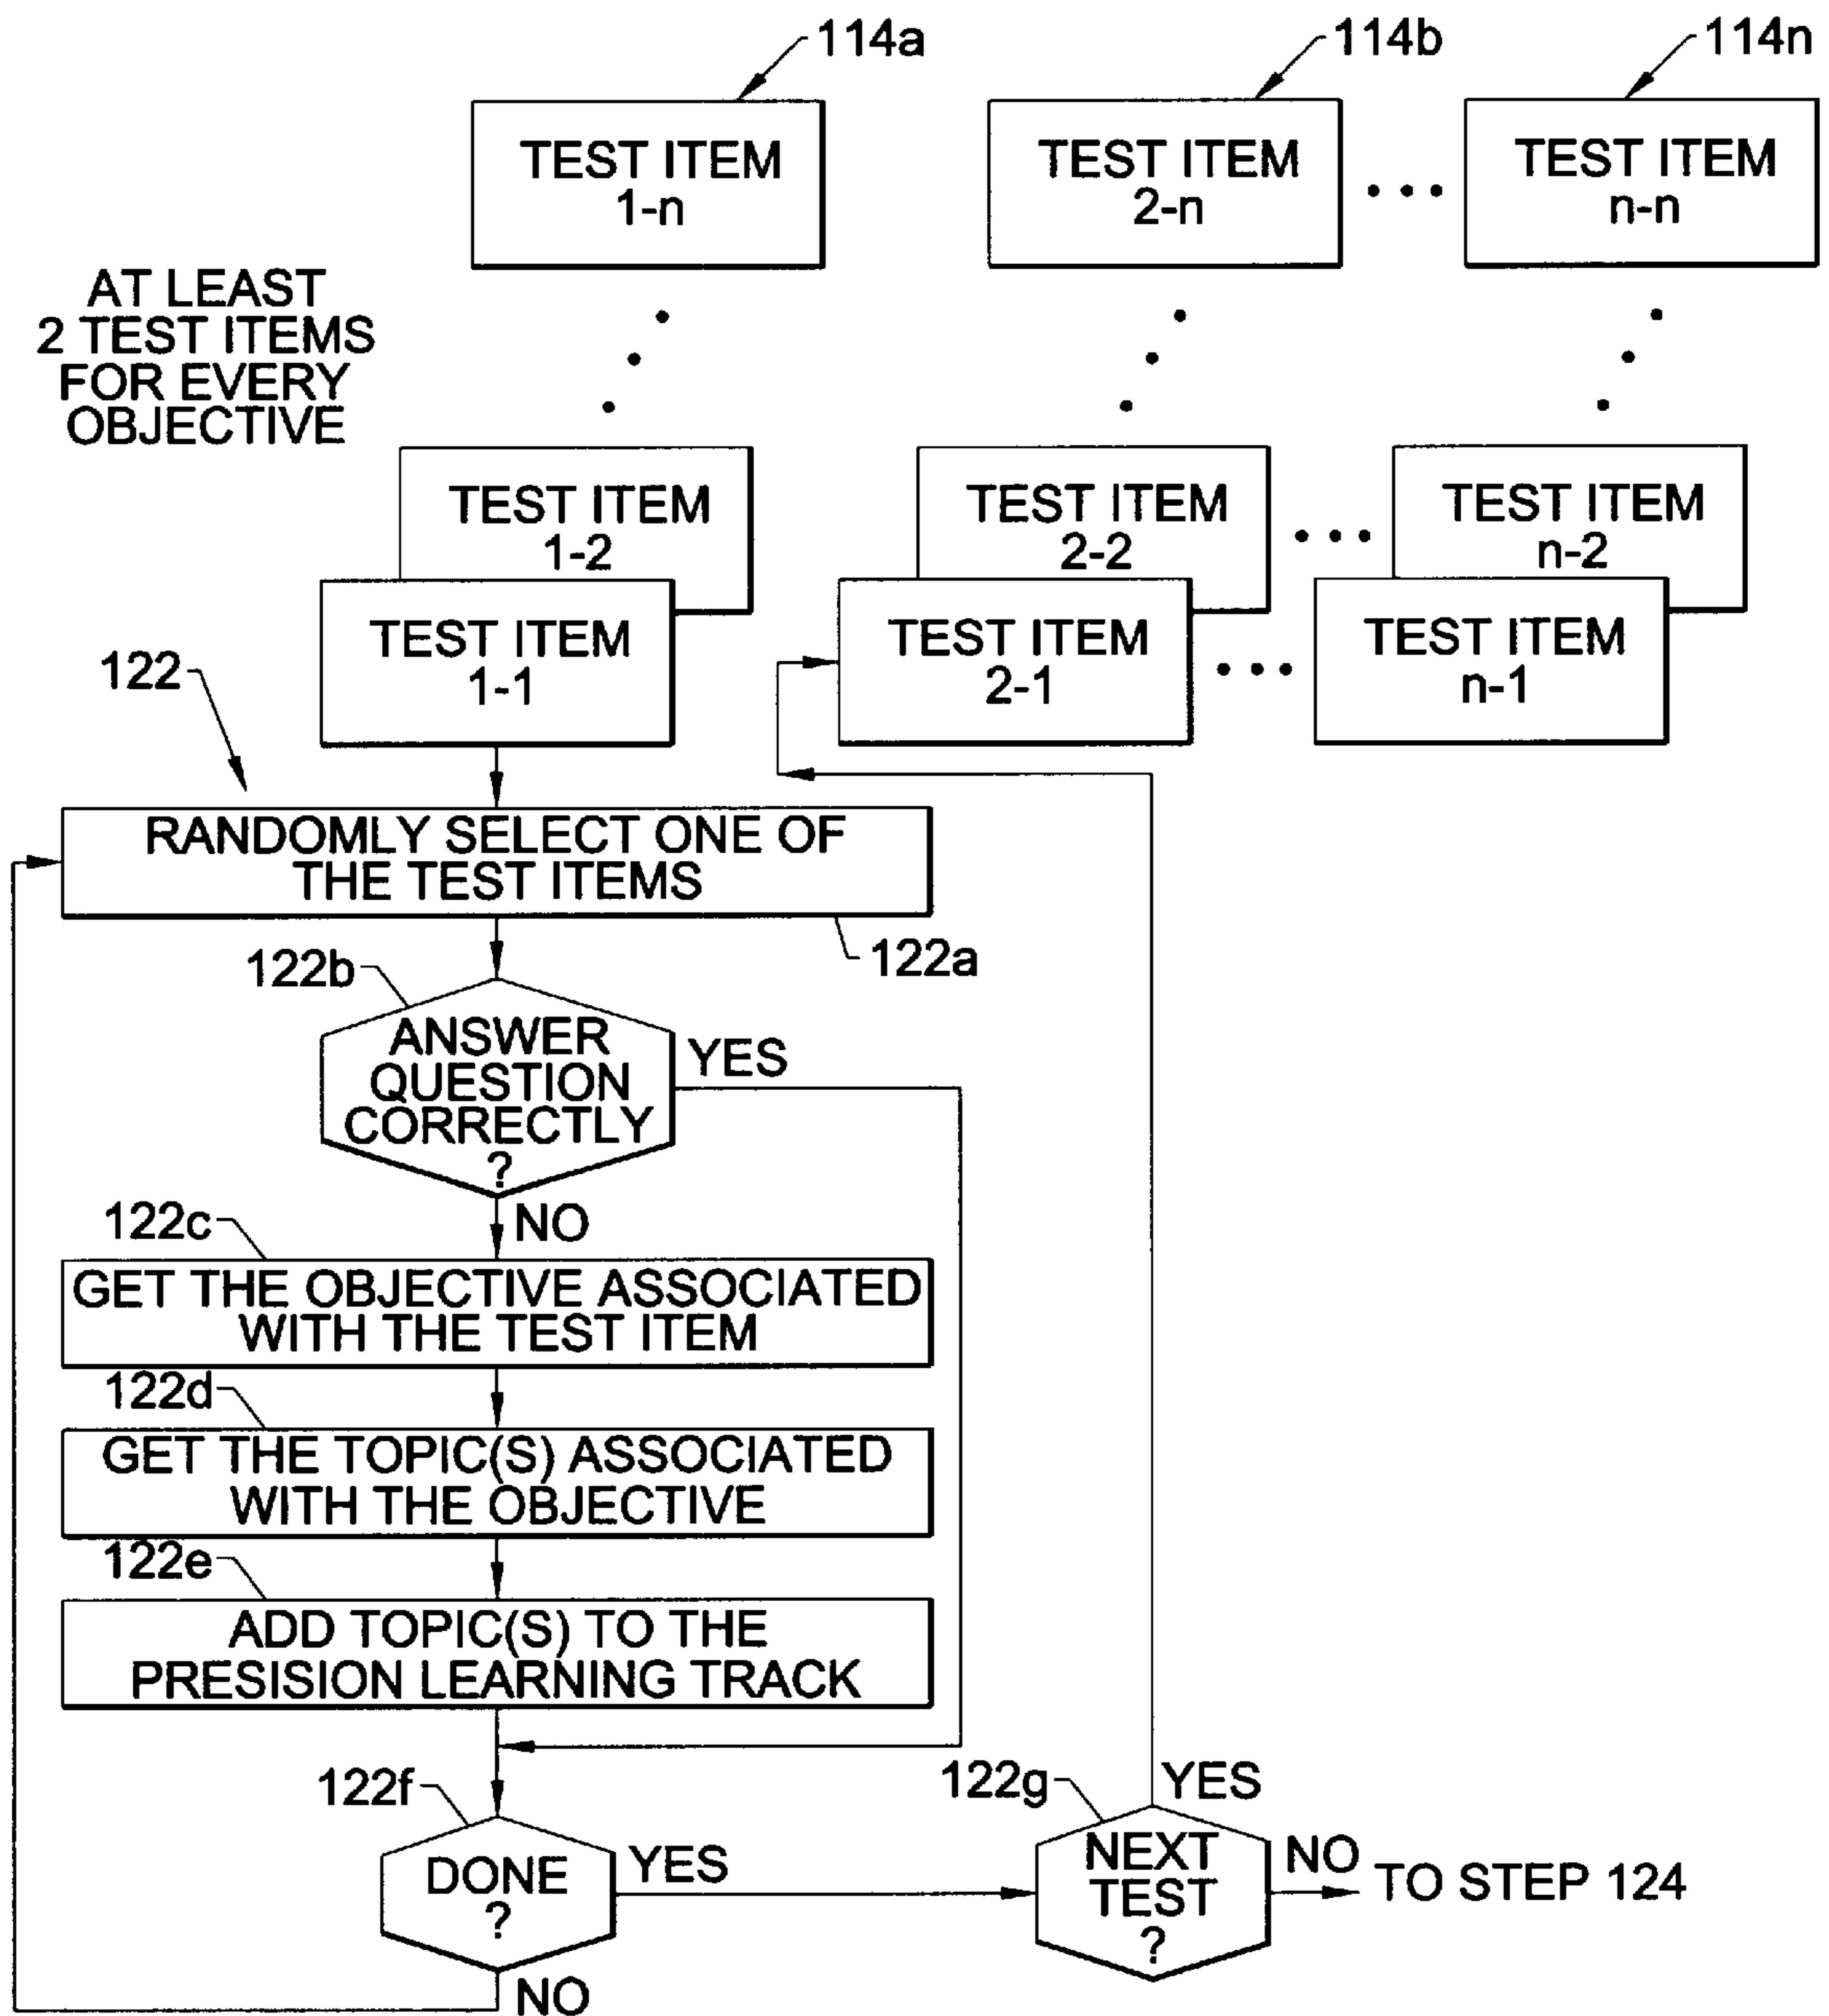 114a
114b
114n
TEST ITEM
1-n
TEST ITEM
2-n
TEST ITEM
n-n
AT LEAST
2 TEST ITEMS
FOR EVERY
OBJECTIVE
TEST ITEM
1-2
TEST ITEM
2-2
TEST ITEM
n-2
TEST ITEM
1-1
TEST ITEM
2-1
TEST ITEM
n-1
122
RANDOMLY SELECT ONE OF
THE TEST ITEMS
122a
122b
ANSWER
QUESTION
CORRECTLY
?
YES
NO
122c
GET THE OBJECTIVE ASSOCIATED
WITH THE TEST ITEM
122d
GET THE TOPIC(S) ASSOCIATED
WITH THE OBJECTIVE
122e
ADD TOPIC(S) TO THE
PRESISION LEARNING TRACK
122f
DONE
?
YES
NO
122g
NEXT
TEST
?
YES
NO
TO STEP 124